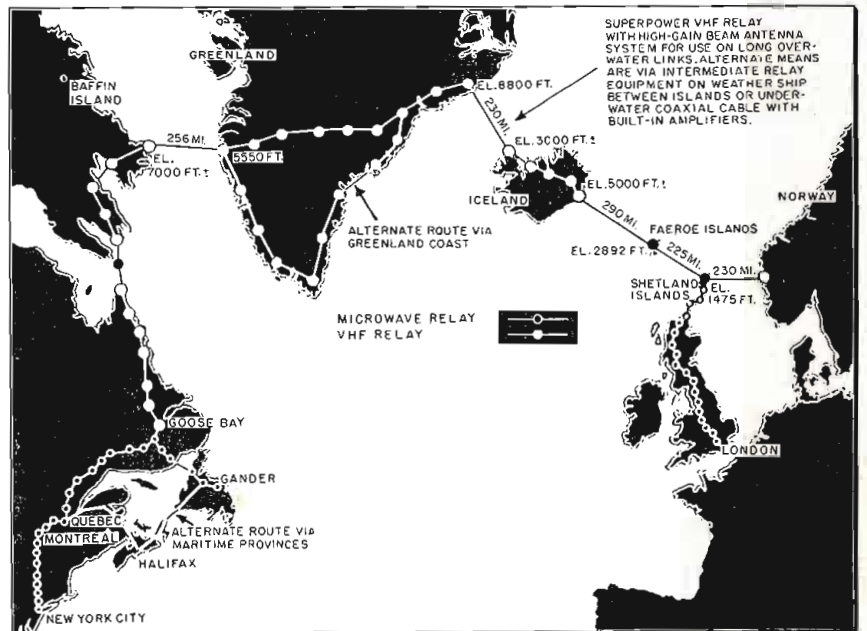 SUPERPOWER VHF RELAY
WITH HIGH-GAIN BEAM ANTENNA
SYSTEM FOR USE ON LONG OVER-
WATER LINKS. ALTERNATE MEANS
ARE VIA INTERMEDIATE RELAY
EQUIPMENT ON WEATHER SHIP
BETWEEN ISLANDS OR UNDER-
WATER COAXIAL CABLE WITH
BUILT-IN AMPLIFIERS.
GREENLAND
BAFFIN
ISLAND
EL.8800 FT.
230 MI.
256 MI.
EL.
7000 FT.±
5550 FT.
EL.3000 FT.±
EL.5000 FT.±
ICELAND
290 MI.
NORWAY
ALTERNATE ROUTE VIA
GREENLAND COAST
FAEROE ISLANDS
EL.2892 FT.
225 MI.
230 MI.
SHETLAND
ISLANDS
EL.
1475 FT.
MICROWAVE RELAY
VHF RELAY
GOOSE BAY
LONDON
GANDER
QUEBEC
MONTREAL
ALTERNATE ROUTE VIA
MARITIME PROVINCES
HALIFAX
NEW YORK CITY